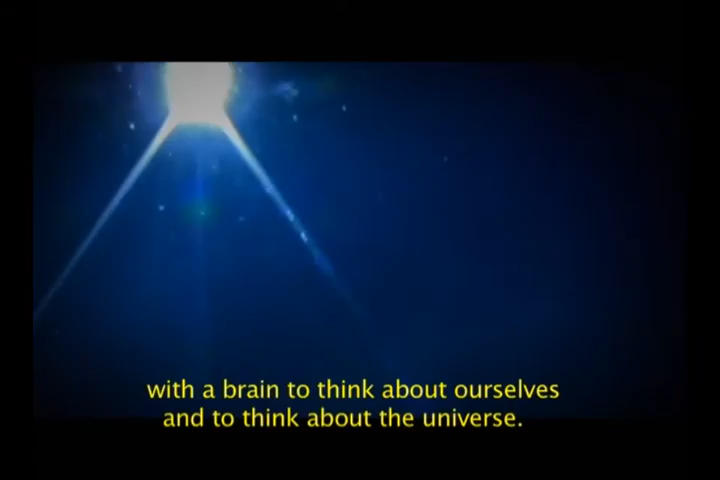 with a brain to think about ourselves
and to think about the universe.